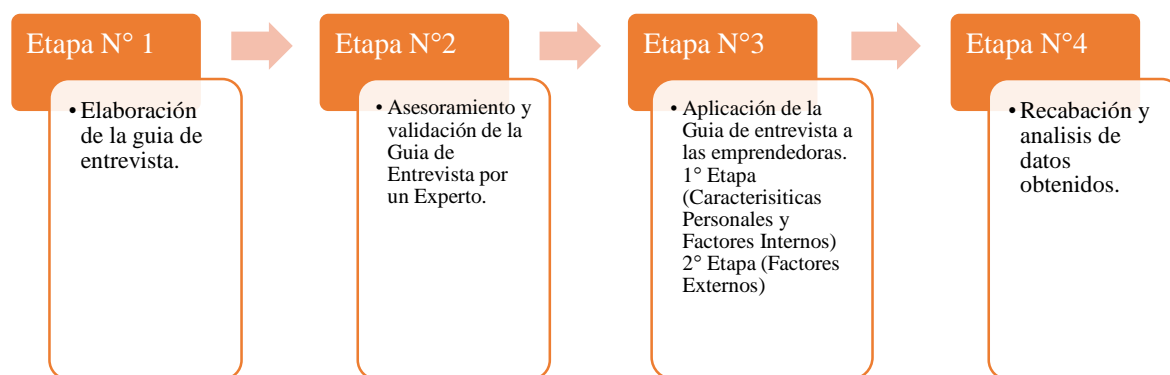 Etapa N° 1
• Elaboración
de la guia de
entrevista.
Etapa N°2
• Asesoramiento y
validación de la
Guia de
Entrevista por
un Experto.
Etapa N°3
• Aplicación de la
Guia de entrevista a
las emprendedoras.
1° Etapa
(Caracterisiticas
Personales y
Factores Internos)
2° Etapa (Factores
Externos)
Etapa N°4
• Recabación y
analisis de
datos
obtenidos.